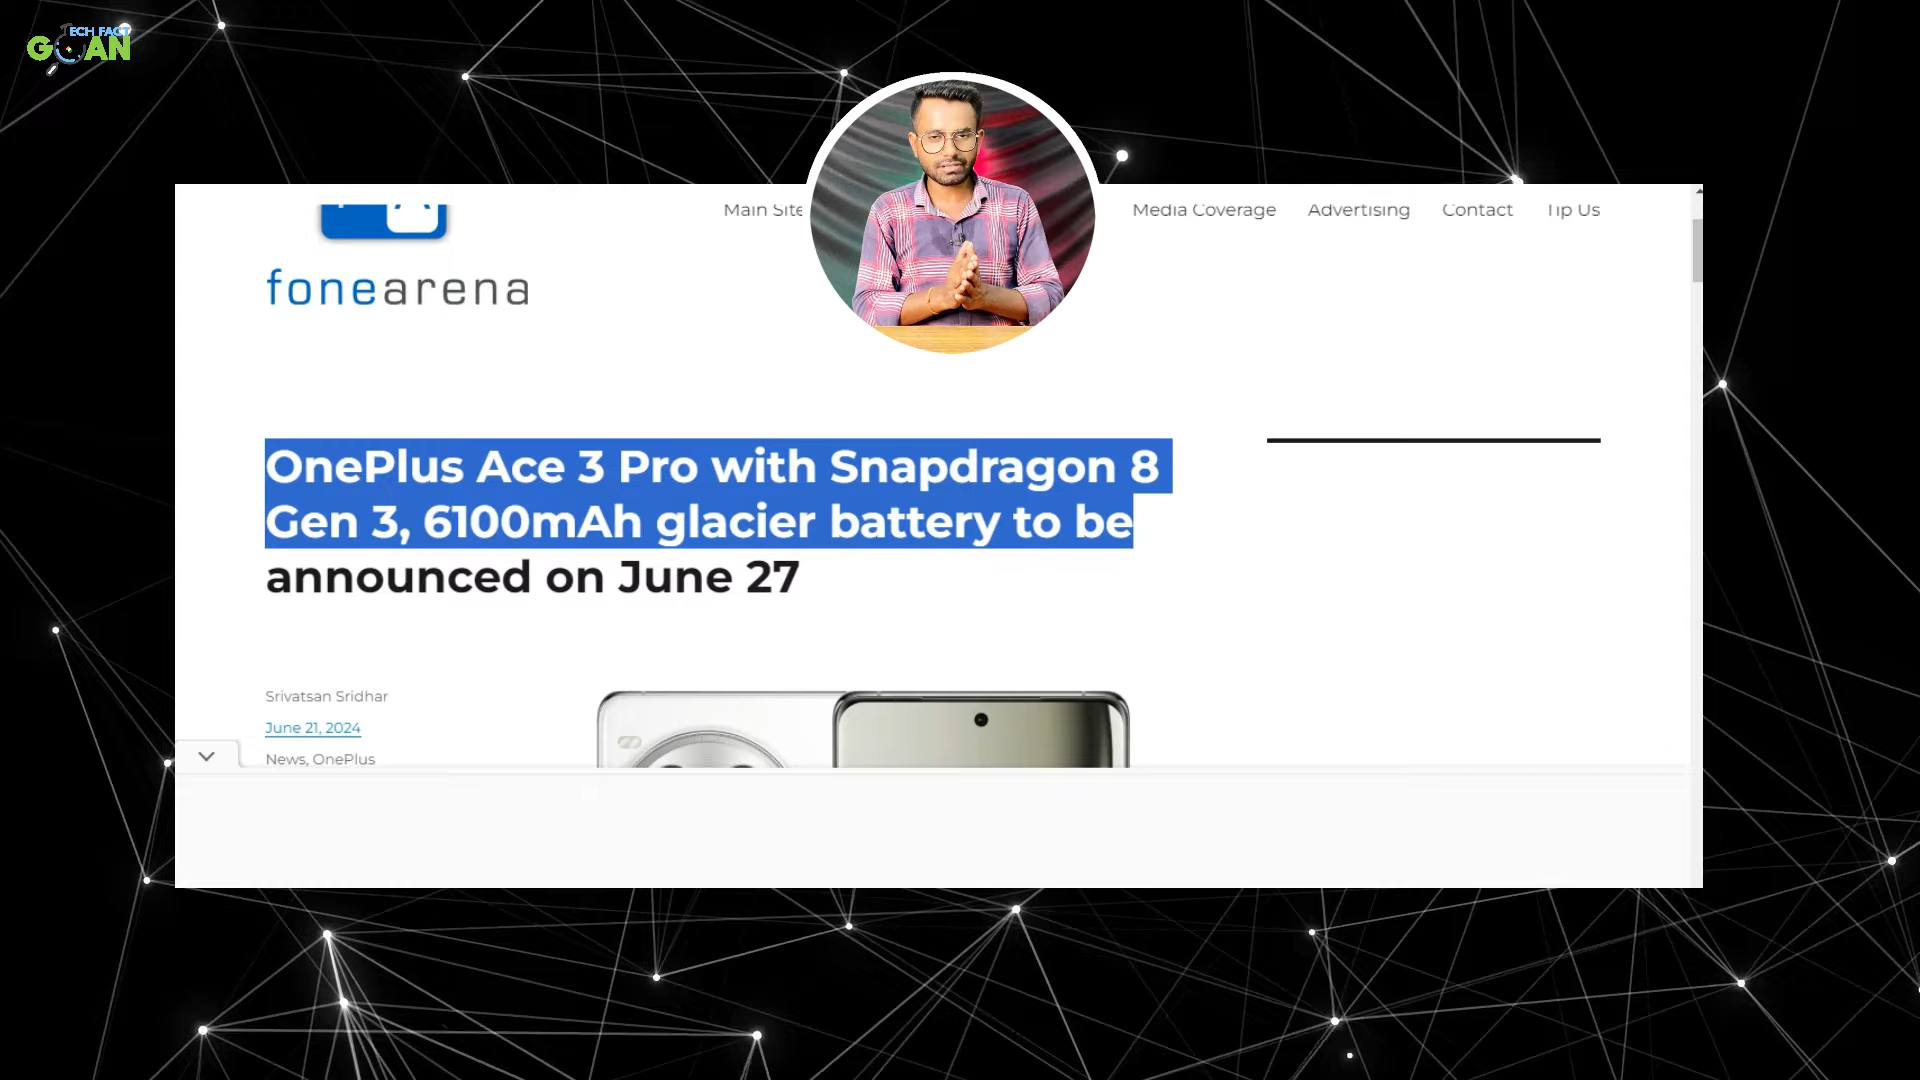 TECH FACT
GYAN
Main Site
Media Coverage
Advertising
Contact
Tip Us
fonearena
OnePlus Ace 3 Pro with Snapdragon 8
Gen 3, 6100mAh glacier battery to be
announced on June 27
Srivatsan Sridhar
June 21, 2024
News, OnePlus